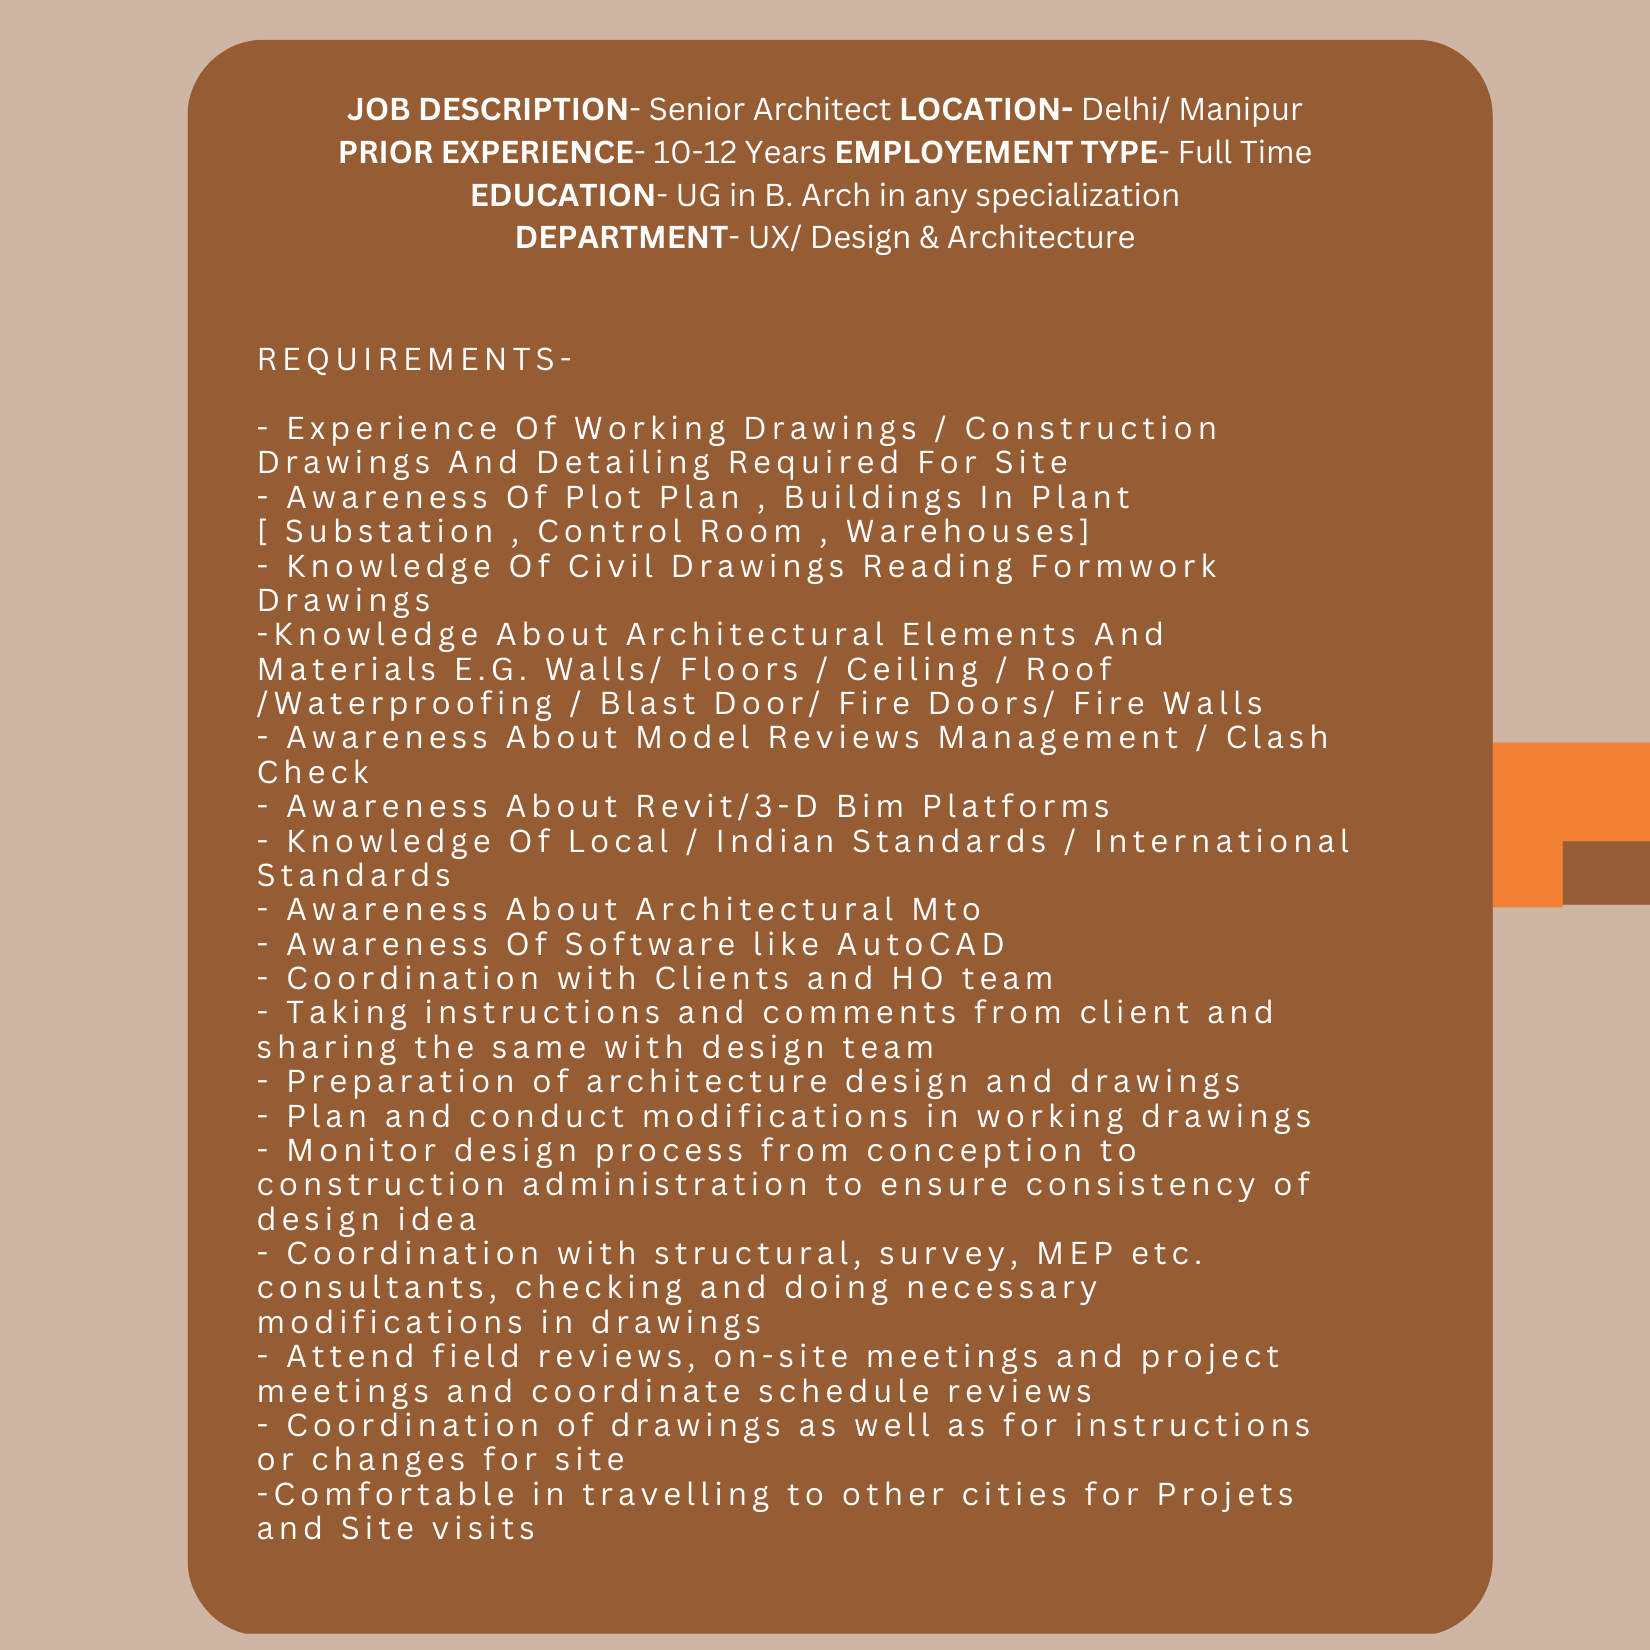 JOB DESCRIPTION- Senior Architect LOCATION- Delhi/ Manipur
PRIOR EXPERIENCE- 10-12 Years EMPLOYEMENT TYPE- Full Time
EDUCATION- UG in B. Arch in any specialization
DEPARTMENT- UX/ Design & Architecture
REQUIREMENTS-
- Experience Of Working Drawings / Construction
Drawings And Detailing Required For Site
- Awareness Of Plot Plan , Buildings In Plant
[ Substation , Control Room , Warehouses]
- Knowledge Of Civil Drawings Reading Formwork
Drawings
-Knowledge About Architectural Elements And
Materials E.G. Walls/ Floors / Ceiling / Roof
/Waterproofing / Blast Door/ Fire Doors/ Fire Walls
- Awareness About Model Reviews Management / Clash
Check
- Awareness About Revit/3-D Bim Platforms
- Knowledge Of Local / Indian Standards / International
Standards
- Awareness About Architectural Mto
- Awareness Of Software like AutoCAD
- Coordination with Clients and HO team
- Taking instructions and comments from client and
sharing the same with design team
- Preparation of architecture design and drawings
- Plan and conduct modifications in working drawings
- Monitor design process from conception to
construction administration to ensure consistency of
design idea
- Coordination with structural, survey, MEP etc.
consultants, checking and doing necessary
modifications in drawings
- Attend field reviews, on-site meetings and project
meetings and coordinate schedule reviews
- Coordination of drawings as well as for instructions
or changes for site
-Comfortable in travelling to other cities for Projets
and Site visits